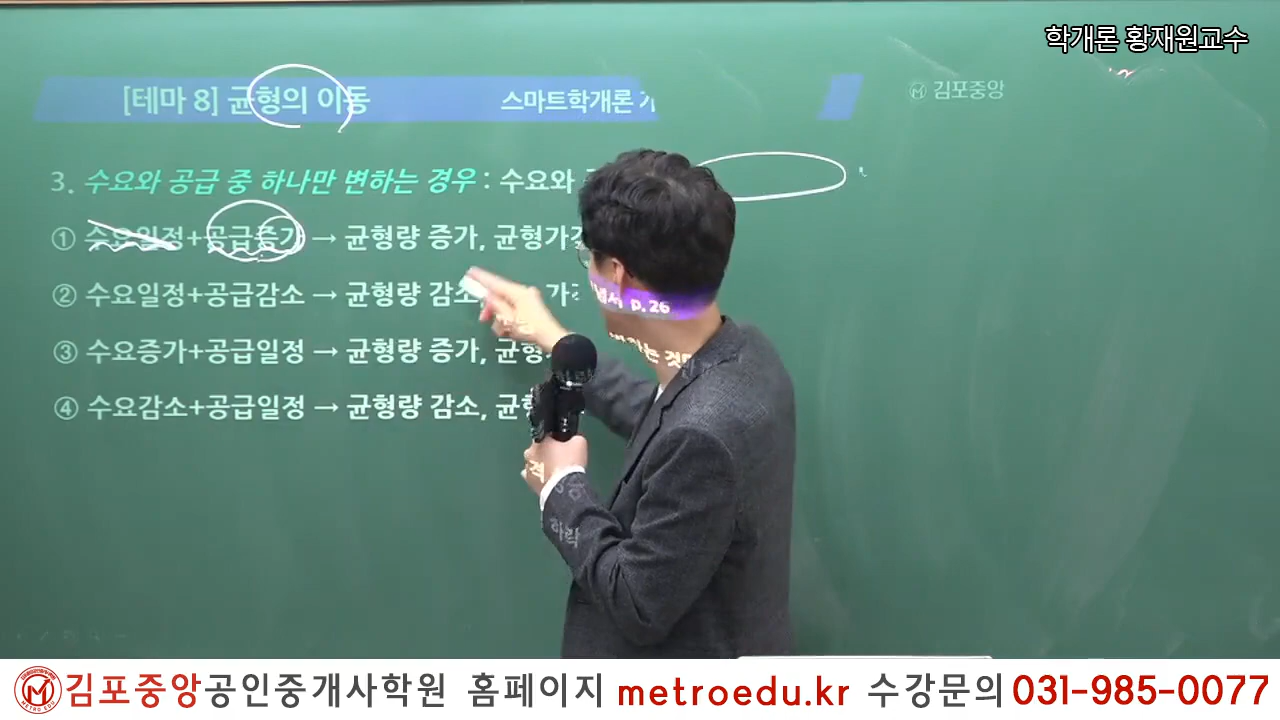 학개론 황재원교수
[테마 8] 균형의 이동 스마트학개론 기
김포중앙
3. 수요와 공급 중 하나만 변하는 경우 : 수요와
① 수요일정+공급증가 → 균형량 증가, 균형가
② 수요일정+공급감소 → 균형량 감소, 가
p.26
③ 수요증가+공급일정 → 균형량 증가, 균형
④ 수요감소+공급일정 → 균형량 감소, 균형
하락
김포중앙공인중개사학원 홈페이지 metroedu.kr 수강문의 031-985-0077